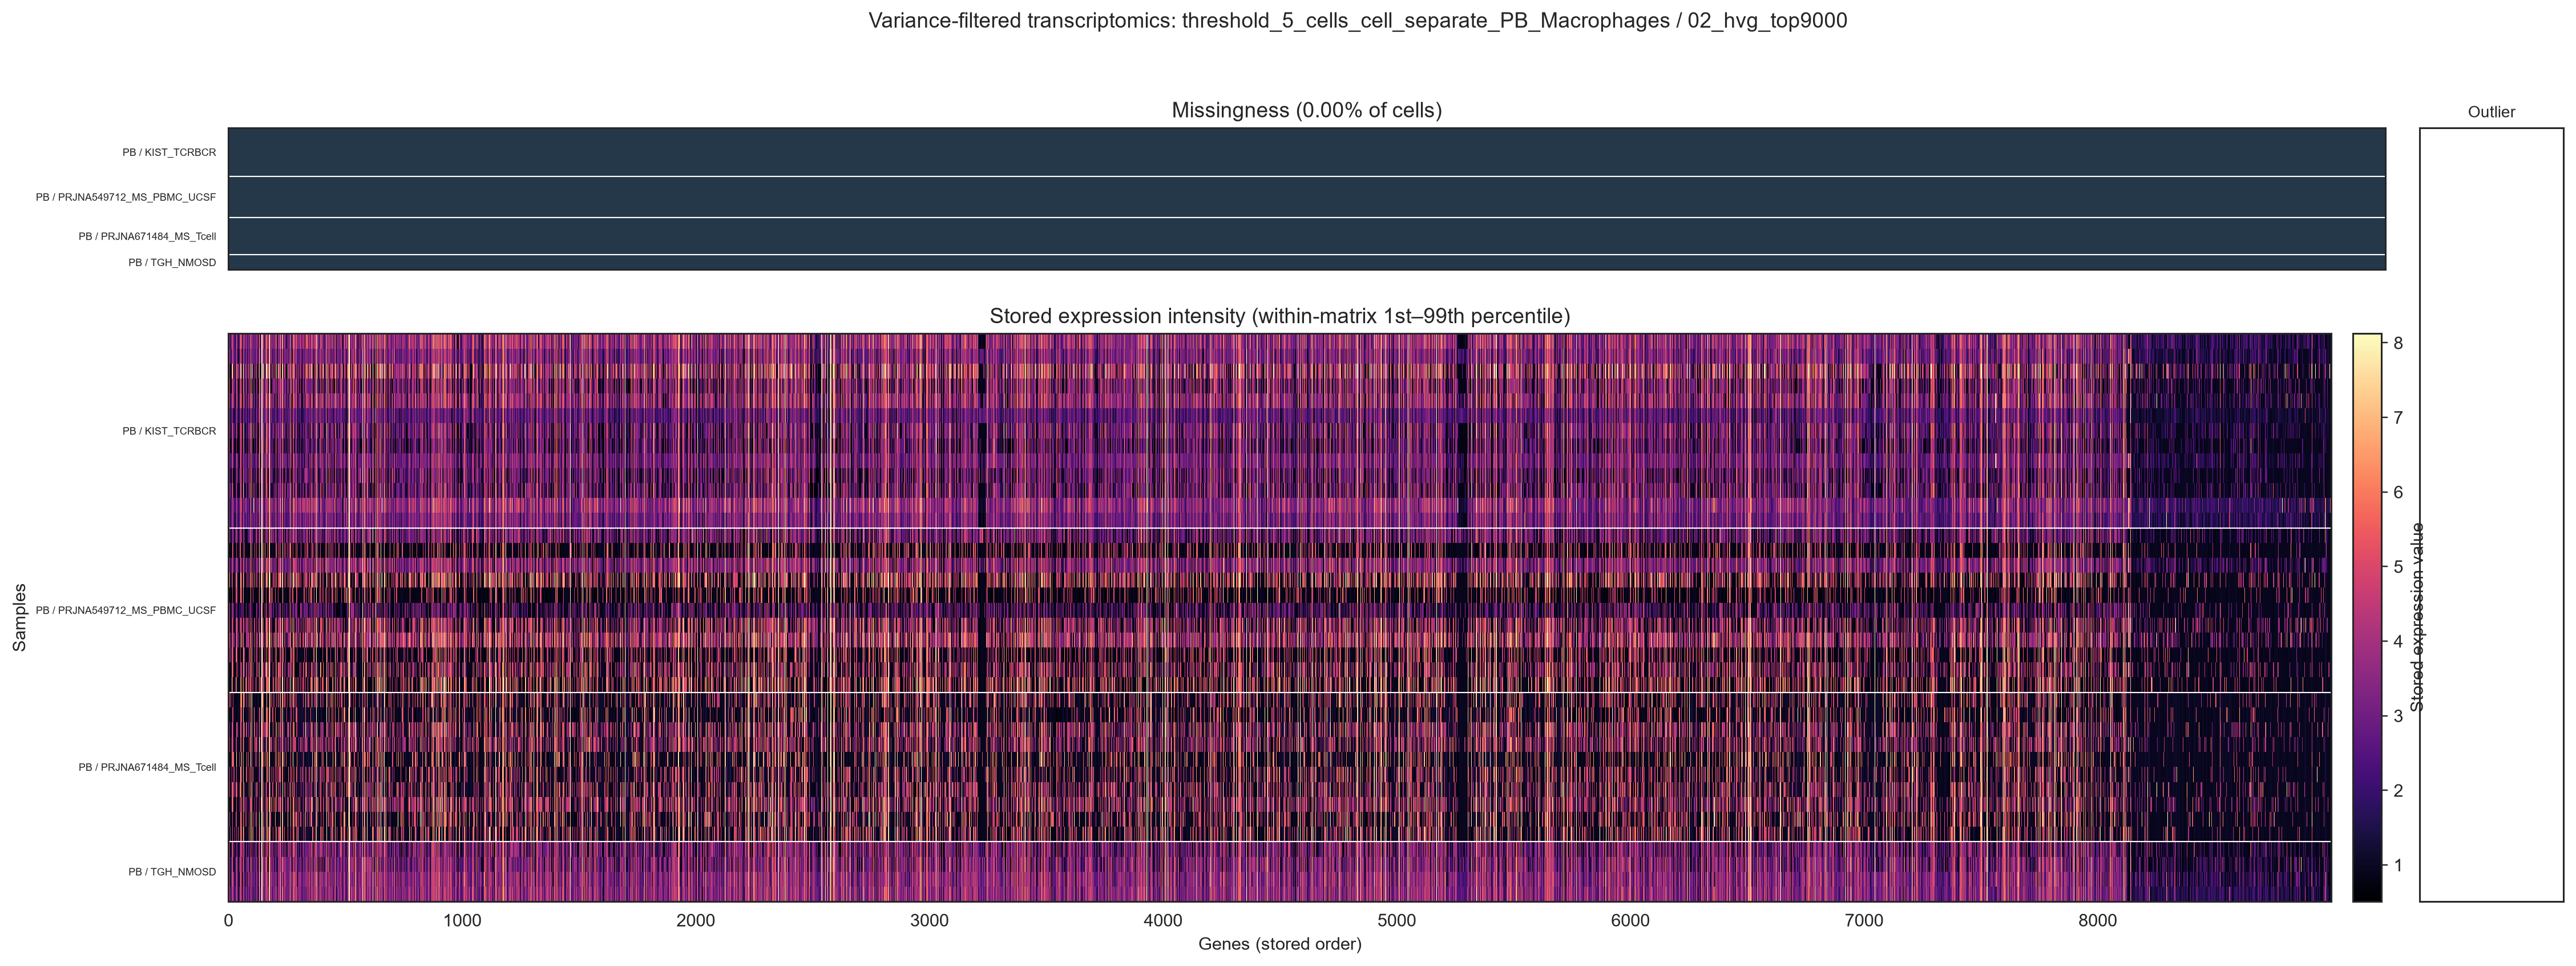 Variance-filtered transcriptomics: threshold_5_cells_cell_separate_PB_Macrophages / 02_hvg_top9000
Missingness (0.00% of cells)
Outlier
PB / KIST_TCRBCR
PB / PRJNA549712_MS_PBMC_UCSF
PB / PRJNA671484_MS_Tcell
PB / TGH_NMOSD
Stored expression intensity (within-matrix 1st–99th percentile)
Samples
PB / KIST_TCRBCR
PB / PRJNA549712_MS_PBMC_UCSF
PB / PRJNA671484_MS_Tcell
PB / TGH_NMOSD
8
7
6
5
4
3
2
1
Stored expression value
0 1000 2000 3000 4000 5000 6000 7000 8000
Genes (stored order)